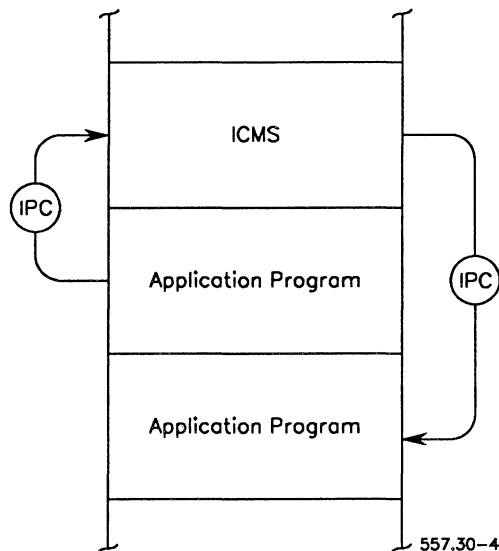 ICMS
IPC
Application Program
IPC
Application Program
557.30-4